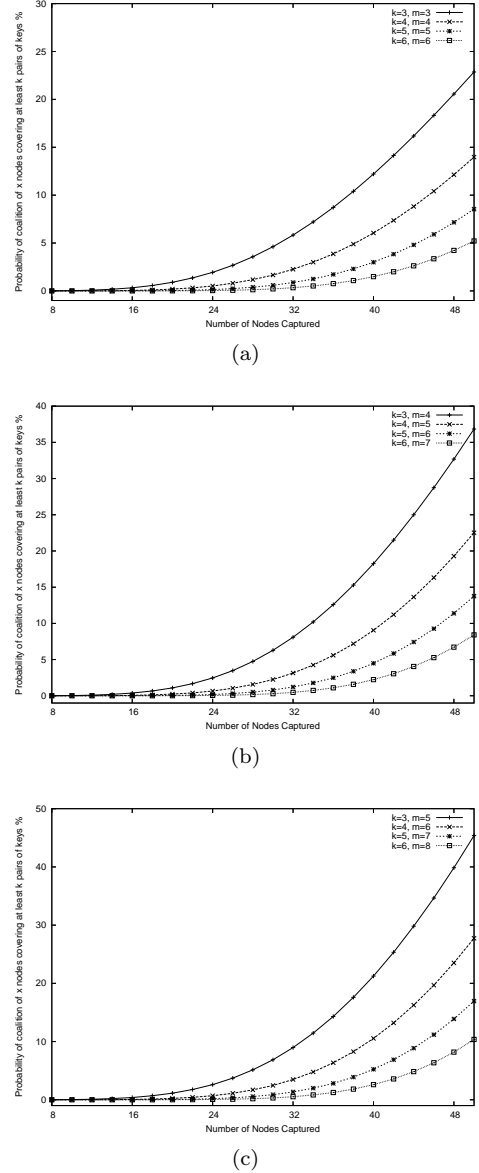 30
25
20
15
10
5
0
8 16 24 32 40 48
Probability of coalition of x nodes covering at least k pairs of keys %
Number of Nodes Captured
k=3, m=3
k=4, m=4
k=5, m=5
k=6, m=6
(a)
40
35
30
25
20
15
10
5
0
8 16 24 32 40 48
Probability of coalition of x nodes covering at least k pairs of keys %
Number of Nodes Captured
k=3, m=4
k=4, m=5
k=5, m=6
k=6, m=7
(b)
50
40
30
20
10
0
8 16 24 32 40 48
Probability of coalition of x nodes covering at least k pairs of keys %
Number of Nodes Captured
k=3, m=5
k=4, m=6
k=5, m=7
k=6, m=8
(c)